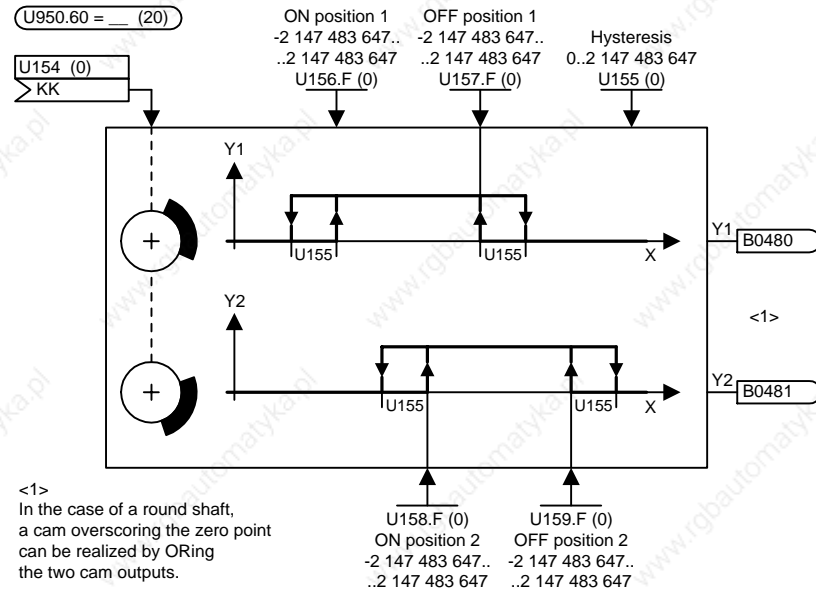 U950.60 = __ (20)
U154 (0)
KK
ON position 1
-2 147 483 647..
..2 147 483 647
U156.F (0)
OFF position 1
-2 147 483 647..
..2 147 483 647
U157.F (0)
Hysteresis
0..2 147 483 647
U155 (0)
Y1
U155
U155
X
Y1
B0480
<1>
Y2
U155
U155
X
Y2
B0481
<1>
In the case of a round shaft,
a cam overscoring the zero point
can be realized by ORing
the two cam outputs.
U158.F (0)
ON position 2
-2 147 483 647..
..2 147 483 647
U159.F (0)
OFF position 2
-2 147 483 647..
..2 147 483 647
www.rgbautomatyka.pl